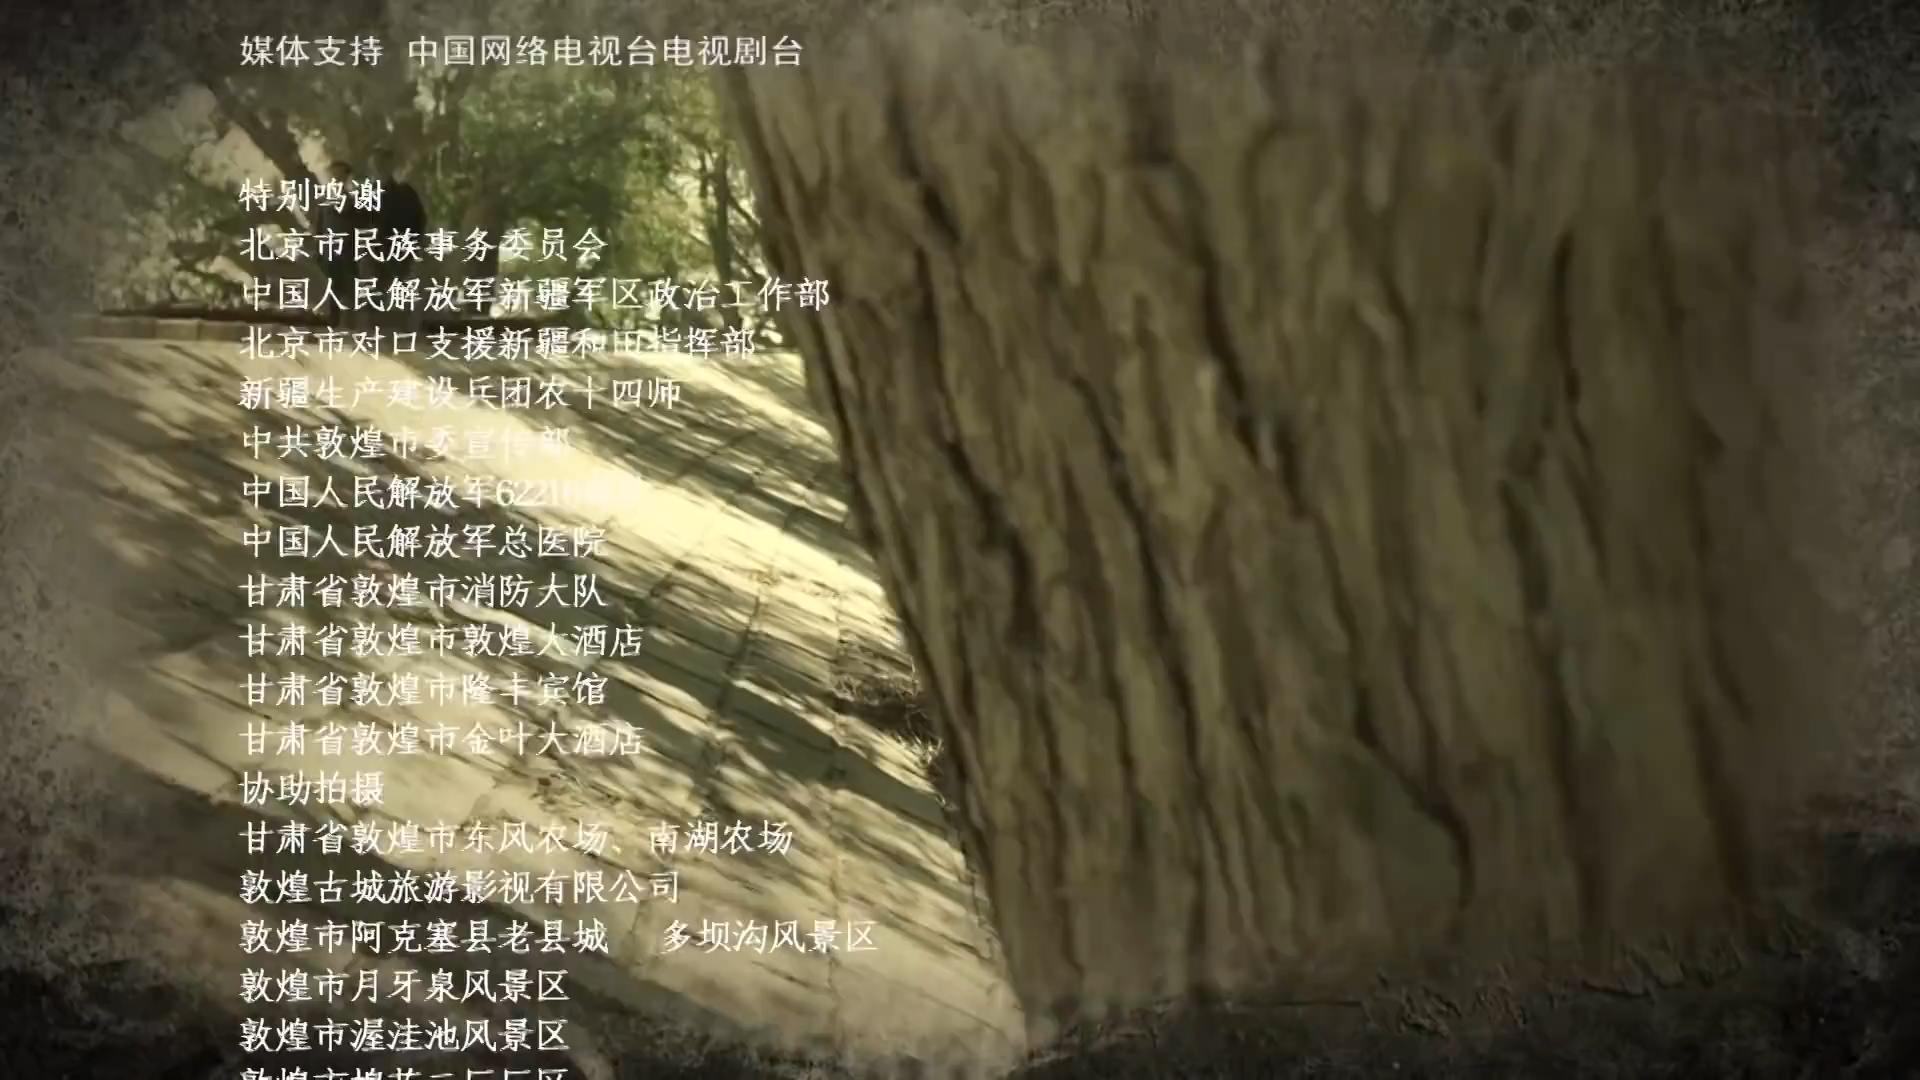 媒体支持 中国网络电视台电视剧台
特别鸣谢
北京市民族事务委员会
中国人民解放军新疆军区政治工作部
北京市对口支援新疆和田指挥部
新疆生产建设兵团农十四师
中共敦煌市委宣传部
中国人民解放军
中国人民解放军总医院
甘肃省敦煌市消防大队
甘肃省敦煌市敦煌大酒店
甘肃省敦煌市隆丰宾馆
甘肃省敦煌市金叶大酒店
协助拍摄
甘肃省敦煌市东风农场、南湖农场
敦煌古城旅游影视有限公司
敦煌市阿克塞县老县城 多坝沟风景区
敦煌市月牙泉风景区
敦煌市渥洼池风景区